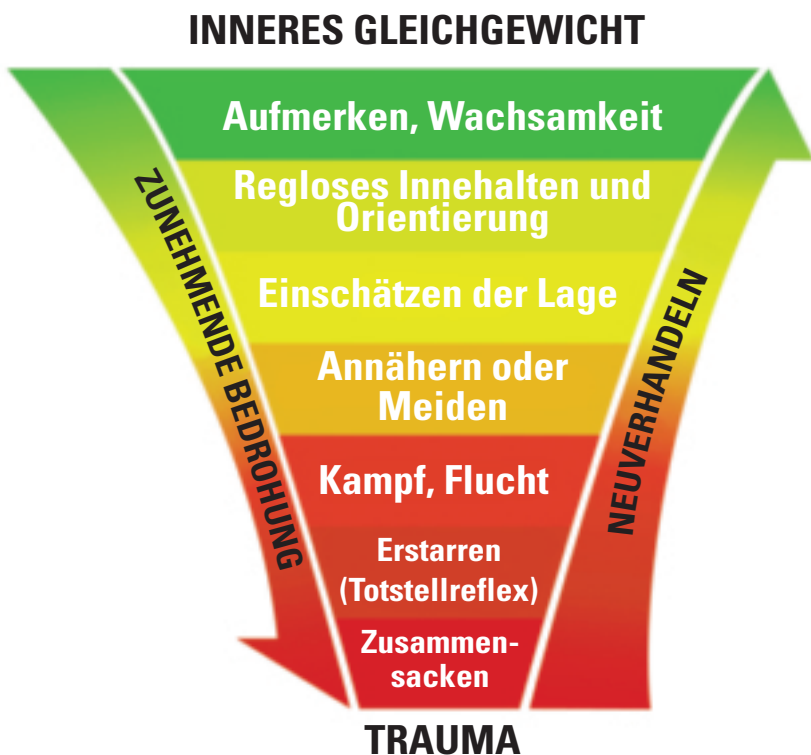 INNERES GLEICHGEWICHT
Aufmerken, Wachsamkeit
Regloses Innehalten und
Orientierung
Einschätzen der Lage
Annähern oder
Meiden
Kampf, Flucht
Erstarren
(Totstellreflex)
Zusammen-
sacken
ZUNEHMENDE BEDROHUNG
NEUVERHANDELN
TRAUMA